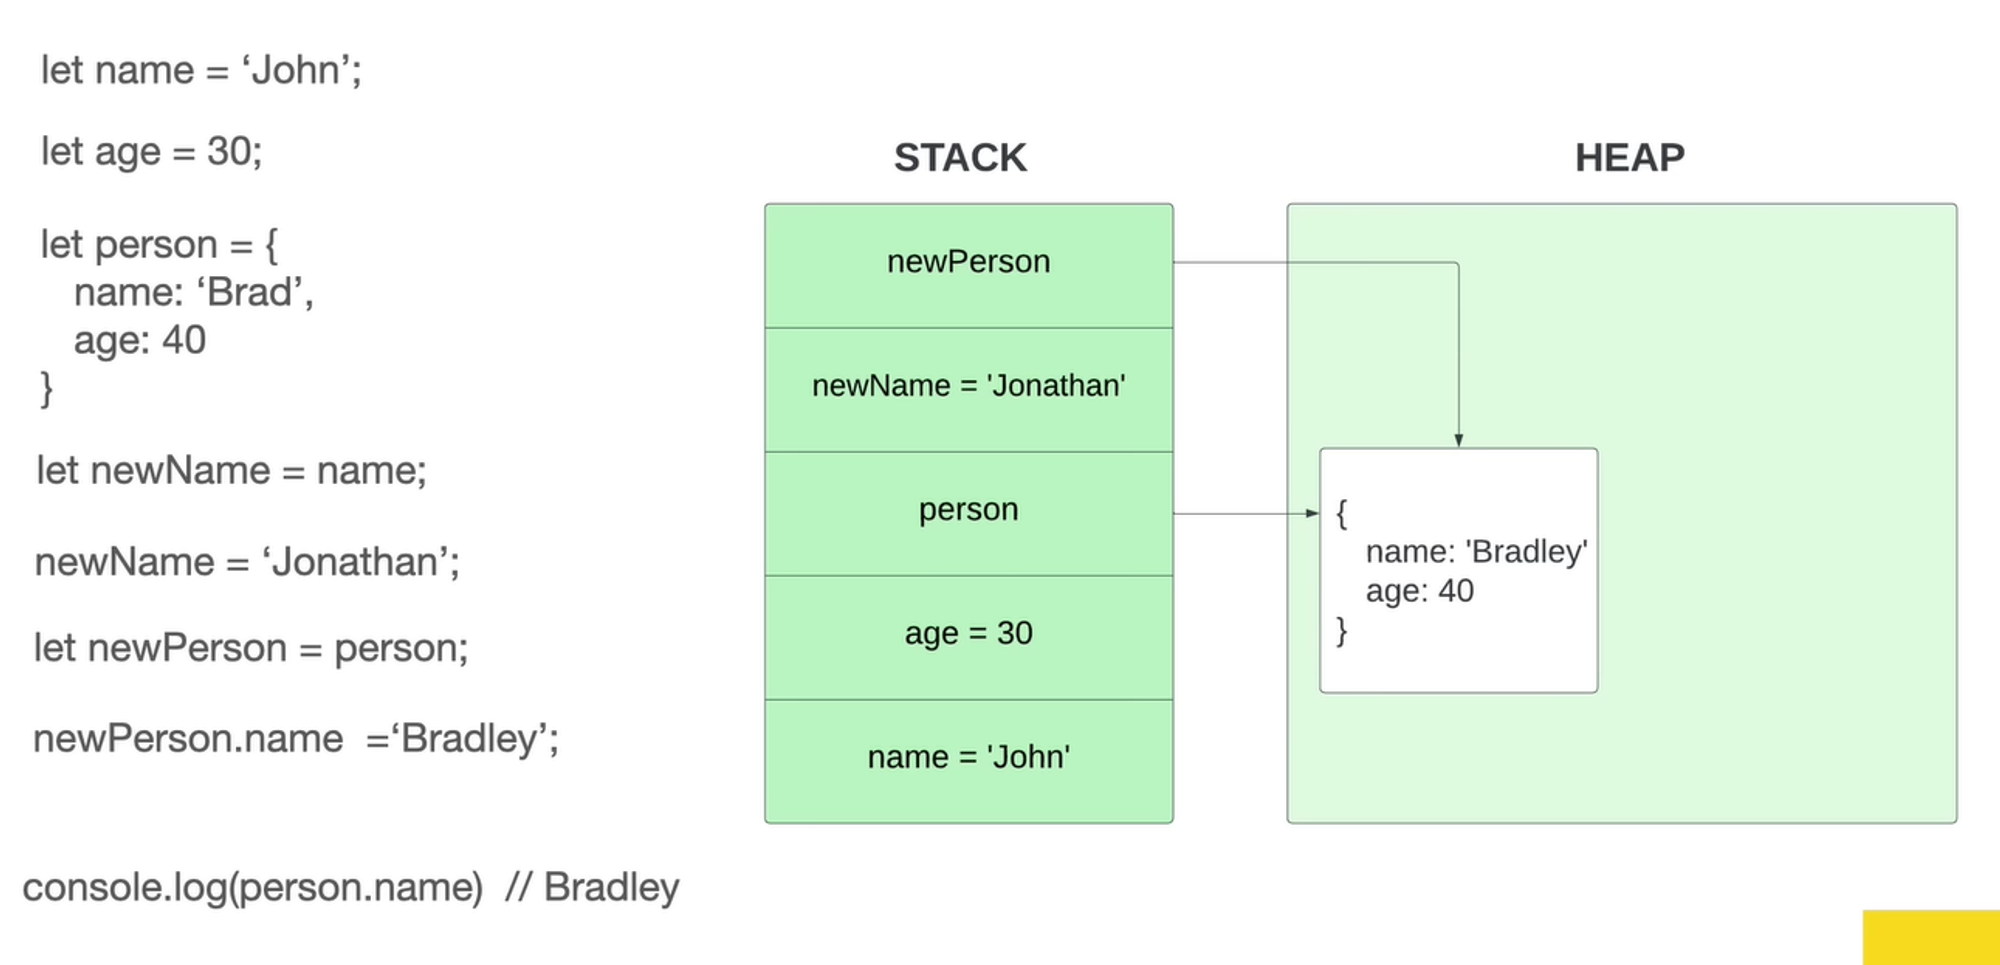 let name = ‘John’;
let age = 30;
let person = {
name: ‘Brad’,
age: 40
}
let newName = name;
newName = ‘Jonathan’;
let newPerson = person;
newPerson.name =‘Bradley’;
console.log(person.name) // Bradley
STACK
newPerson
newName = 'Jonathan'
person
age = 30
name = 'John'
HEAP
{
name: 'Bradley'
age: 40
}